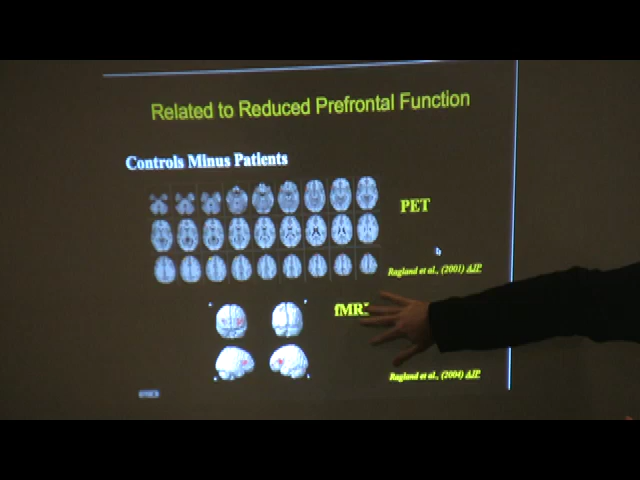 Related to Reduced Prefrontal Function
Controls Minus Patients
PET
Ragland et al., (2001) AJP
fMRI
Ragland et al., (2004) AJP